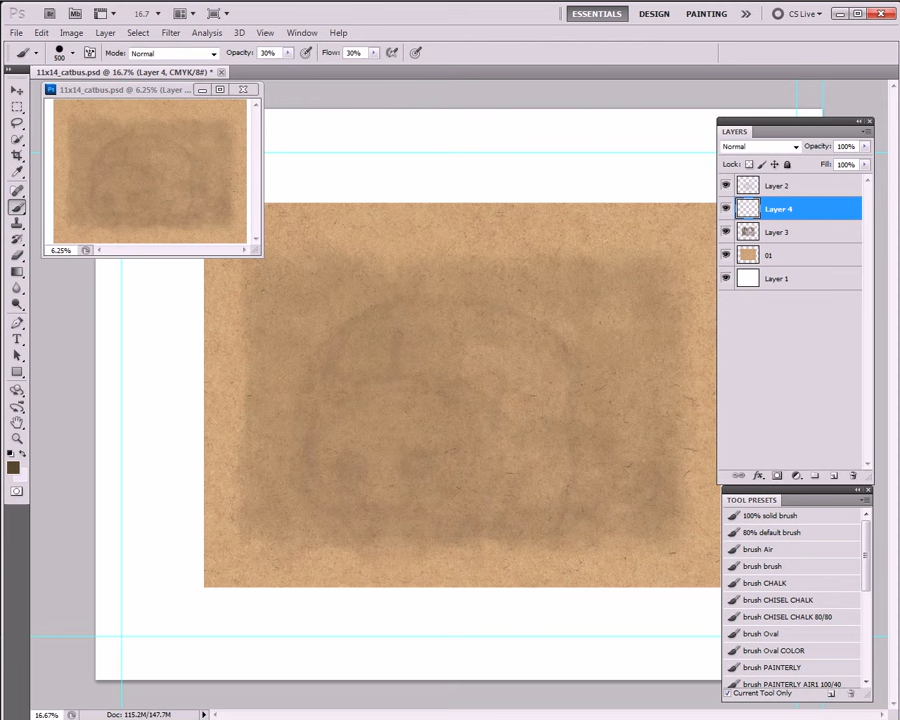 Ps Br Mb 16.7 ESSENTIALS DESIGN PAINTING CS Live
File Edit Image Layer Select Filter Analysis 3D View Window Help
500 Mode: Normal Opacity: 30% Flow: 30%
11x14_catbus.psd @ 16.7% (Layer 4, CMYK/8#) *
11x14_catbus.psd @ 6.25% (Layer ...
6.25%
LAYERS
Normal Opacity: 100%
Lock: Fill: 100%
Layer 2
Layer 4
Layer 3
01
Layer 1
fx
TOOL PRESETS
100% solid brush
80% default brush
brush Air
brush brush
brush CHALK
brush CHISEL CHALK
brush CHISEL CHALK 80/80
brush Oval
brush Oval COLOR
brush PAINTERLY
brush PAINTERLY AIR1 100/40
Current Tool Only
16.67% Doc: 115.2M/147.7M